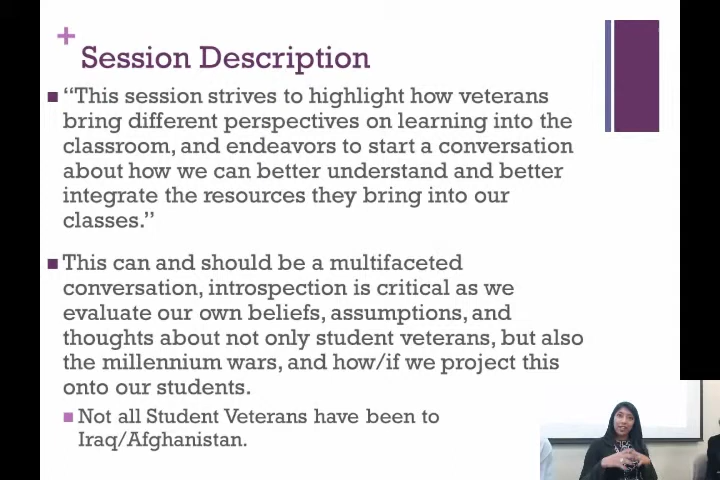 +
Session Description
“This session strives to highlight how veterans
bring different perspectives on learning into the
classroom, and endeavors to start a conversation
about how we can better understand and better
integrate the resources they bring into our
classes.”
This can and should be a multifaceted
conversation, introspection is critical as we
evaluate our own beliefs, assumptions, and
thoughts about not only student veterans, but also
the millennium wars, and how/if we project this
onto our students.
Not all Student Veterans have been to
Iraq/Afghanistan.